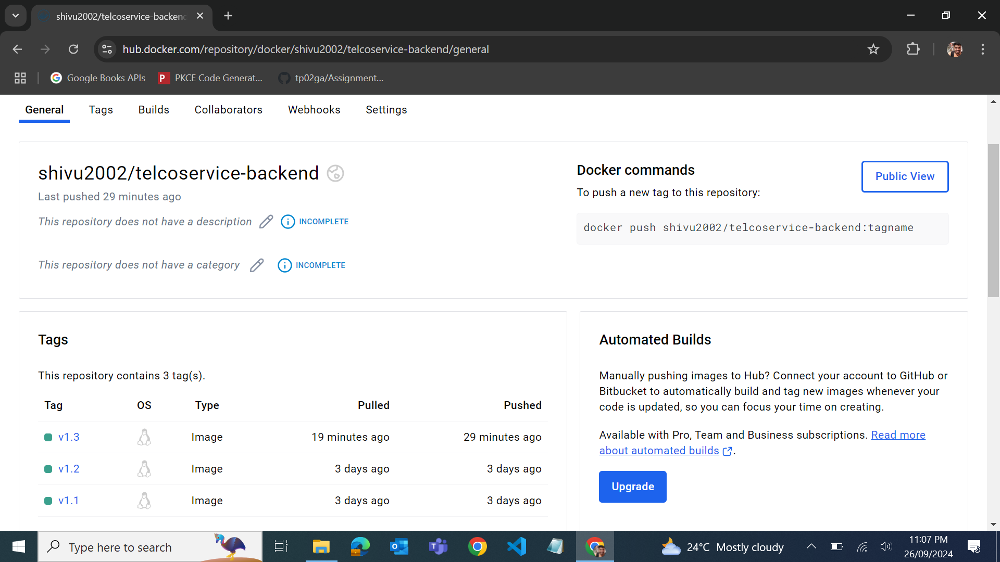 shivu2002/telcoservice-backend
hub.docker.com/repository/docker/shivu2002/telcoservice-backend/general
Google Books APIs
PKCE Code Generat...
tp02ga/Assignment...
General Tags Builds Collaborators Webhooks Settings
shivu2002/telcoservice-backend
Last pushed 29 minutes ago
This repository does not have a description INCOMPLETE
This repository does not have a category INCOMPLETE
Docker commands
Public View
To push a new tag to this repository:
docker push shivu2002/telcoservice-backend:tagname
Tags
This repository contains 3 tag(s).
Tag OS Type Pulled Pushed
v1.3 Image 19 minutes ago 29 minutes ago
v1.2 Image 3 days ago 3 days ago
v1.1 Image 3 days ago 3 days ago
Automated Builds
Manually pushing images to Hub? Connect your account to GitHub or
Bitbucket to automatically build and tag new images whenever your
code is updated, so you can focus your time on creating.
Available with Pro, Team and Business subscriptions. Read more
about automated builds.
Upgrade
Type here to search
24°C Mostly cloudy
11:07 PM
26/09/2024